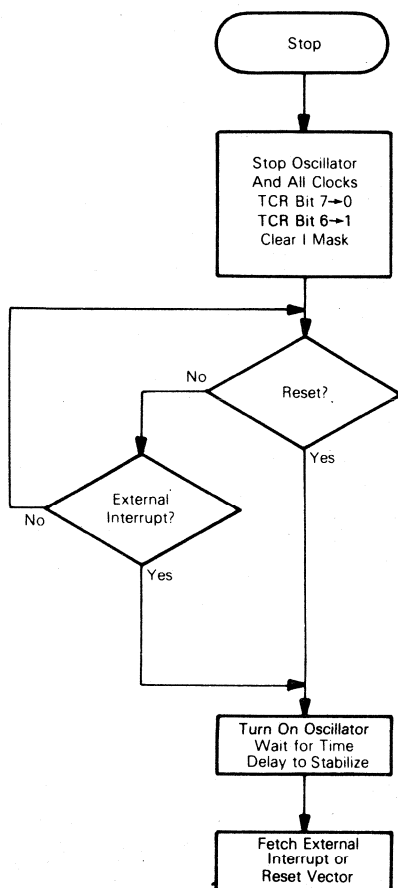 Stop
Stop Oscillator
And All Clocks
TCR Bit 7→0
TCR Bit 6→1
Clear I Mask
No
Reset?
Yes
External
Interrupt?
No
Yes
Turn On Oscillator
Wait for Time
Delay to Stabilize
Fetch External
Interrupt or
Reset Vector